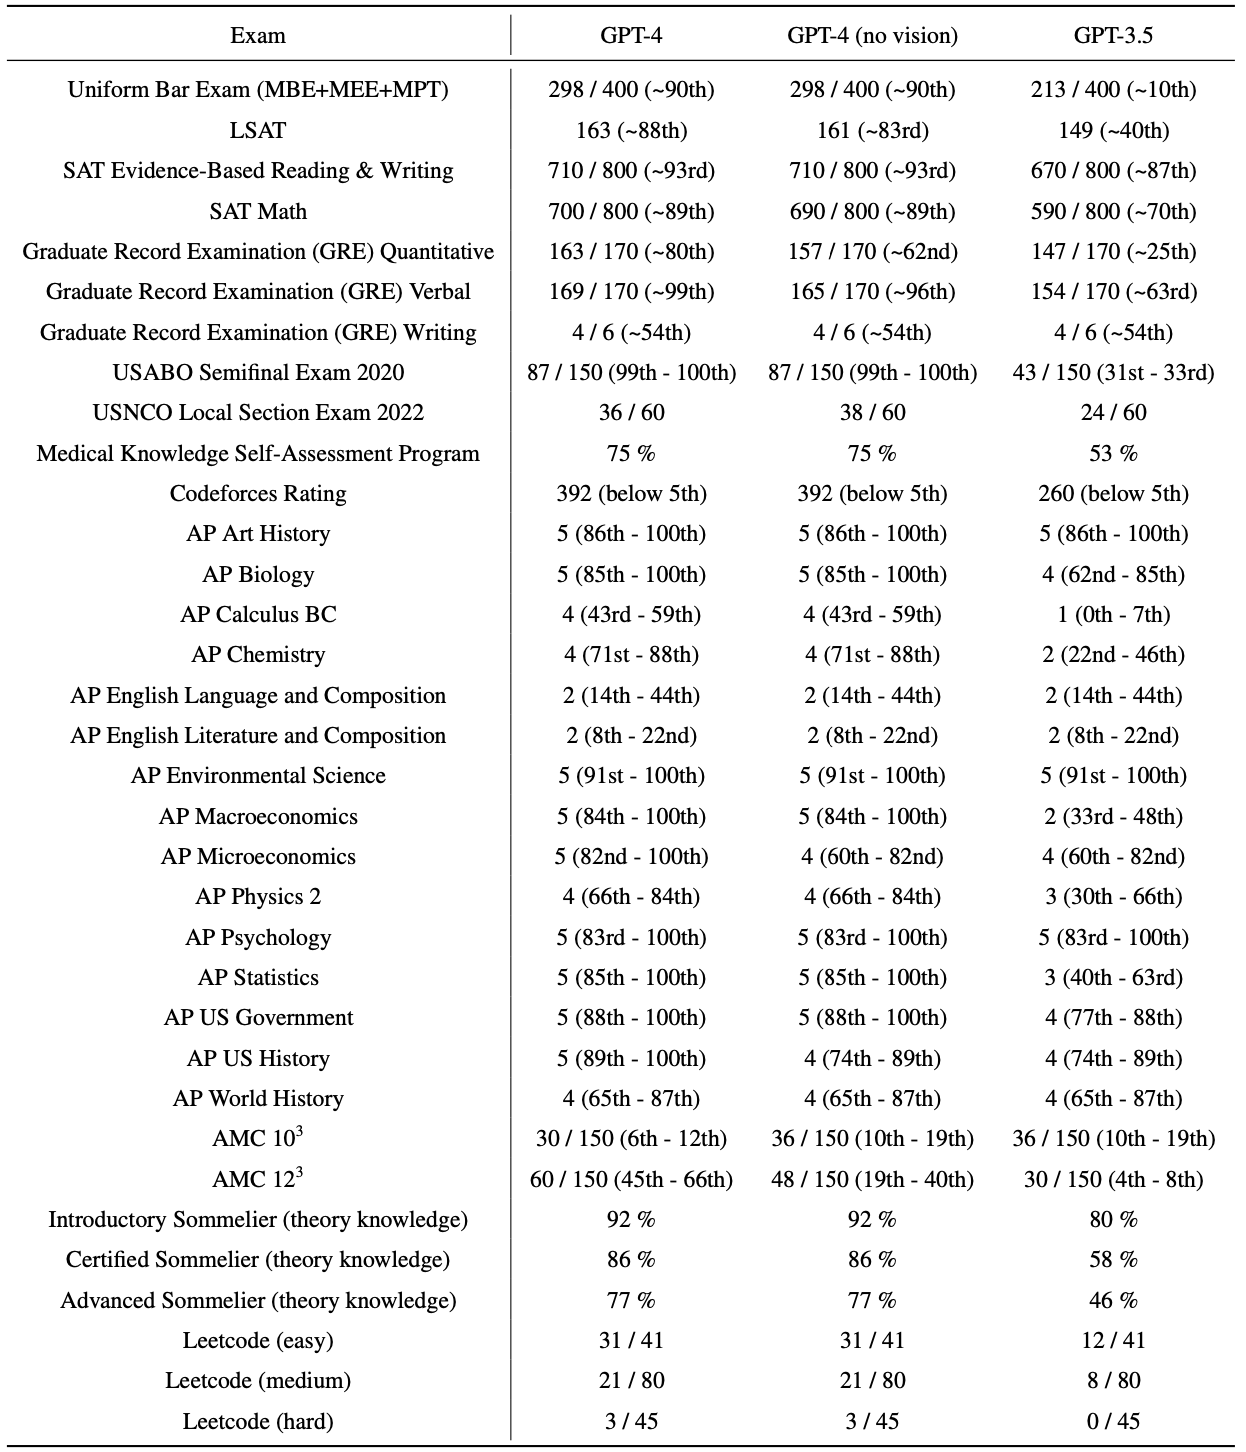 Exam GPT-4 GPT-4 (no vision) GPT-3.5
Uniform Bar Exam (MBE+MEE+MPT) 298 / 400 (~90th) 298 / 400 (~90th) 213 / 400 (~10th)
LSAT 163 (~88th) 161 (~83rd) 149 (~40th)
SAT Evidence-Based Reading & Writing 710 / 800 (~93rd) 710 / 800 (~93rd) 670 / 800 (~87th)
SAT Math 700 / 800 (~89th) 690 / 800 (~89th) 590 / 800 (~70th)
Graduate Record Examination (GRE) Quantitative 163 / 170 (~80th) 157 / 170 (~62nd) 147 / 170 (~25th)
Graduate Record Examination (GRE) Verbal 169 / 170 (~99th) 165 / 170 (~96th) 154 / 170 (~63rd)
Graduate Record Examination (GRE) Writing 4 / 6 (~54th) 4 / 6 (~54th) 4 / 6 (~54th)
USABO Semifinal Exam 2020 87 / 150 (99th - 100th) 87 / 150 (99th - 100th) 43 / 150 (31st - 33rd)
USNCO Local Section Exam 2022 36 / 60 38 / 60 24 / 60
Medical Knowledge Self-Assessment Program 75 % 75 % 53 %
Codeforces Rating 392 (below 5th) 392 (below 5th) 260 (below 5th)
AP Art History 5 (86th - 100th) 5 (86th - 100th) 5 (86th - 100th)
AP Biology 5 (85th - 100th) 5 (85th - 100th) 4 (62nd - 85th)
AP Calculus BC 4 (43rd - 59th) 4 (43rd - 59th) 1 (0th - 7th)
AP Chemistry 4 (71st - 88th) 4 (71st - 88th) 2 (22nd - 46th)
AP English Language and Composition 2 (14th - 44th) 2 (14th - 44th) 2 (14th - 44th)
AP English Literature and Composition 2 (8th - 22nd) 2 (8th - 22nd) 2 (8th - 22nd)
AP Environmental Science 5 (91st - 100th) 5 (91st - 100th) 5 (91st - 100th)
AP Macroeconomics 5 (84th - 100th) 5 (84th - 100th) 2 (33rd - 48th)
AP Microeconomics 5 (82nd - 100th) 4 (60th - 82nd) 4 (60th - 82nd)
AP Physics 2 4 (66th - 84th) 4 (66th - 84th) 3 (30th - 66th)
AP Psychology 5 (83rd - 100th) 5 (83rd - 100th) 5 (83rd - 100th)
AP Statistics 5 (85th - 100th) 5 (85th - 100th) 3 (40th - 63rd)
AP US Government 5 (88th - 100th) 5 (88th - 100th) 4 (77th - 88th)
AP US History 5 (89th - 100th) 4 (74th - 89th) 4 (74th - 89th)
AP World History 4 (65th - 87th) 4 (65th - 87th) 4 (65th - 87th)
AMC 10³ 30 / 150 (6th - 12th) 36 / 150 (10th - 19th) 36 / 150 (10th - 19th)
AMC 12³ 60 / 150 (45th - 66th) 48 / 150 (19th - 40th) 30 / 150 (4th - 8th)
Introductory Sommelier (theory knowledge) 92 % 92 % 80 %
Certified Sommelier (theory knowledge) 86 % 86 % 58 %
Advanced Sommelier (theory knowledge) 77 % 77 % 46 %
Leetcode (easy) 31 / 41 31 / 41 12 / 41
Leetcode (medium) 21 / 80 21 / 80 8 / 80
Leetcode (hard) 3 / 45 3 / 45 0 / 45